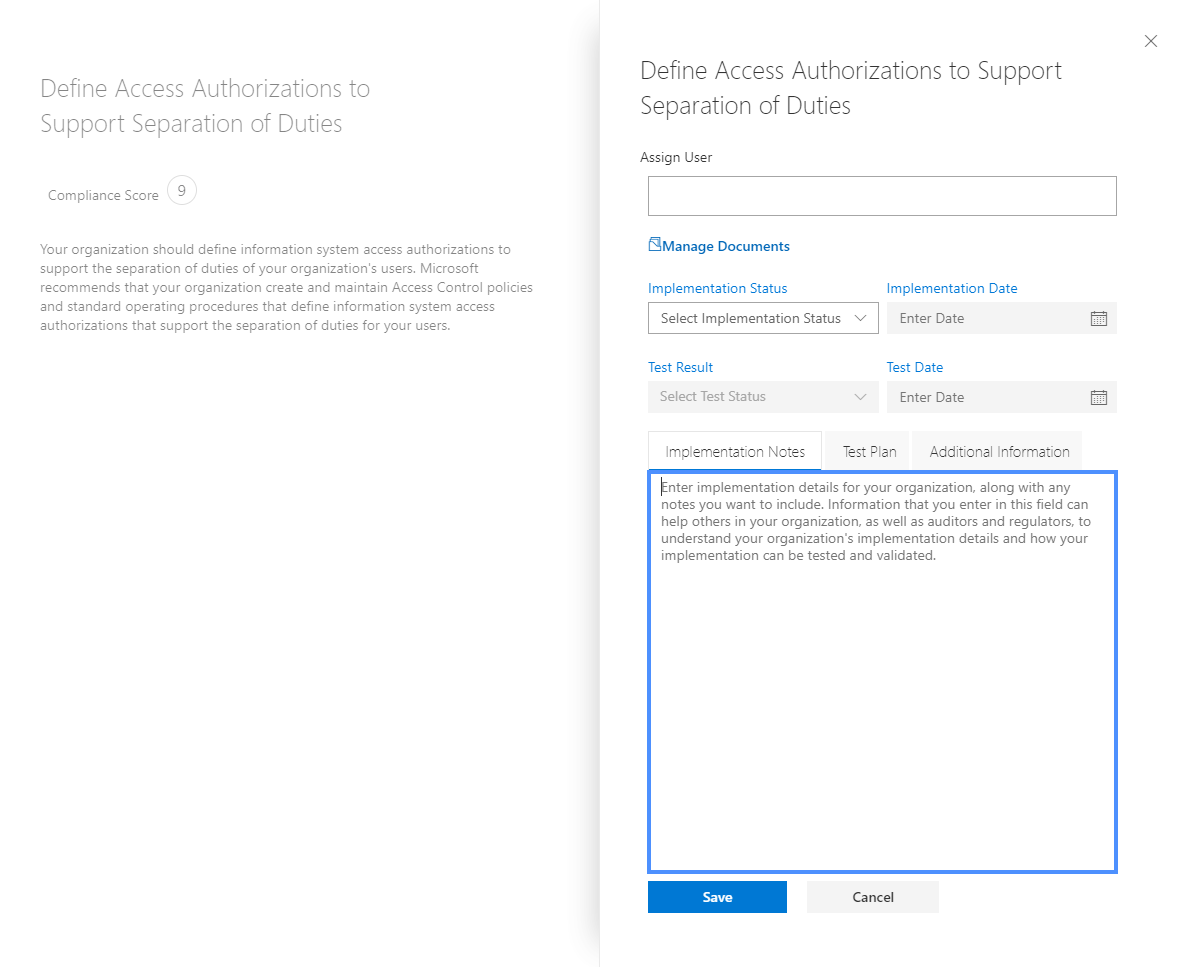 Define Access Authorizations to
Support Separation of Duties
Compliance Score 9
Your organization should define information system access authorizations to
support the separation of duties of your organization's users. Microsoft
recommends that your organization create and maintain Access Control policies
and standard operating procedures that define information system access
authorizations that support the separation of duties for your users.
Define Access Authorizations to Support
Separation of Duties
Assign User
Manage Documents
Implementation Status Implementation Date
Select Implementation Status Enter Date
Test Result Test Date
Select Test Status Enter Date
Implementation Notes Test Plan Additional Information
Enter implementation details for your organization, along with any
notes you want to include. Information that you enter in this field can
help others in your organization, as well as auditors and regulators, to
understand your organization's implementation details and how your
implementation can be tested and validated.
Save Cancel